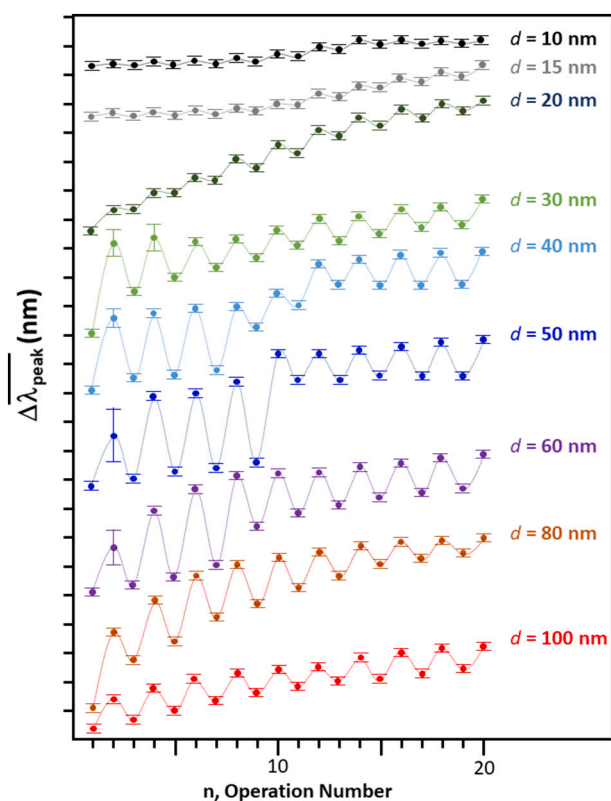 d = 10 nm
d = 15 nm
d = 20 nm
d = 30 nm
d = 40 nm
d = 50 nm
d = 60 nm
d = 80 nm
d = 100 nm
Δλpeak (nm)
10
20
n, Operation Number